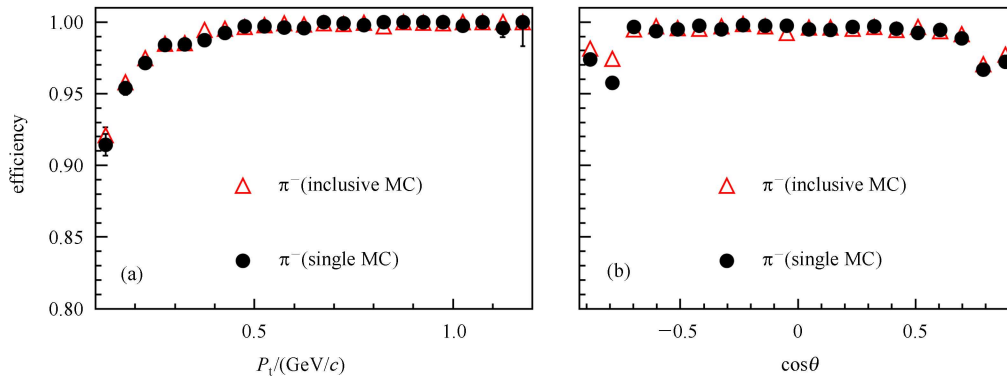 efficiency
1.00
0.95
0.90
0.85
0.80
π⁻(inclusive MC)
π⁻(single MC)
(a)
0.5
1.0
Pₜ/(GeV/c)
π⁻(inclusive MC)
π⁻(single MC)
(b)
−0.5
0
0.5
cosθ